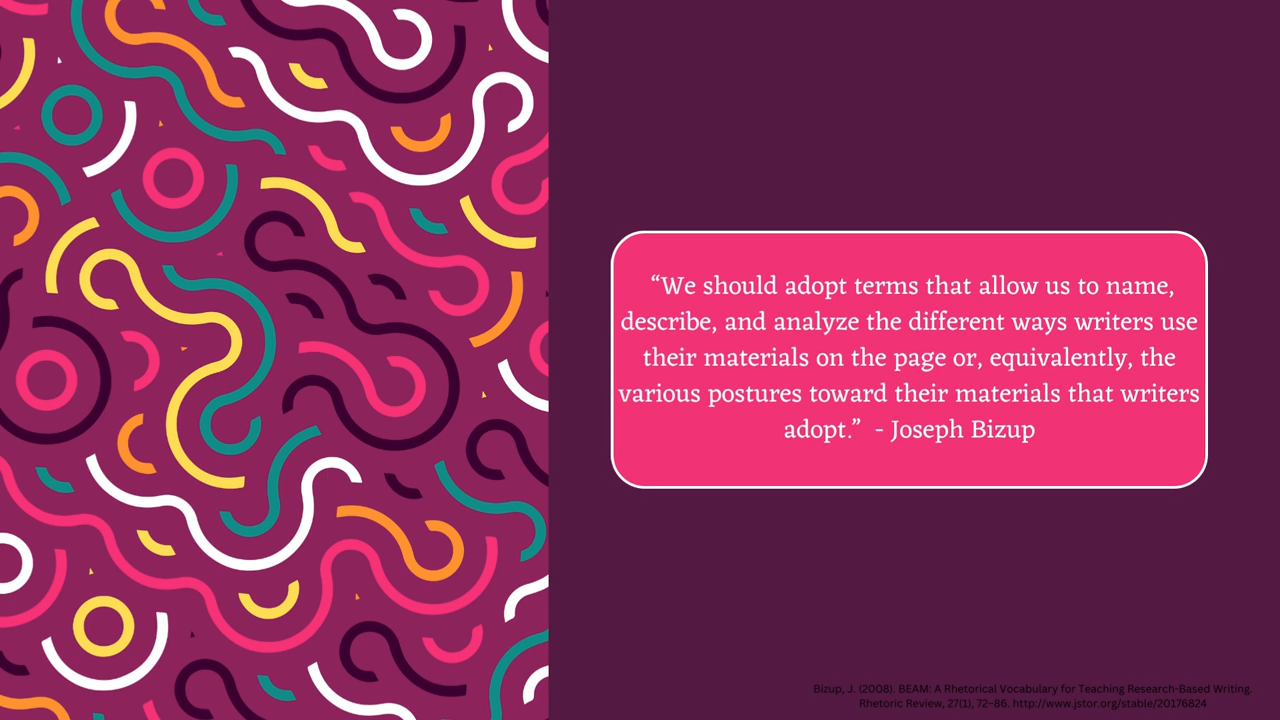 “We should adopt terms that allow us to name,
describe, and analyze the different ways writers use
their materials on the page or, equivalently, the
various postures toward their materials that writers
adopt.” - Joseph Bizup
Bizup, J. (2008). BEAM: A Rhetorical Vocabulary for Teaching Research-Based Writing.
Rhetoric Review, 27(1), 72–86. http://www.jstor.org/stable/20176824